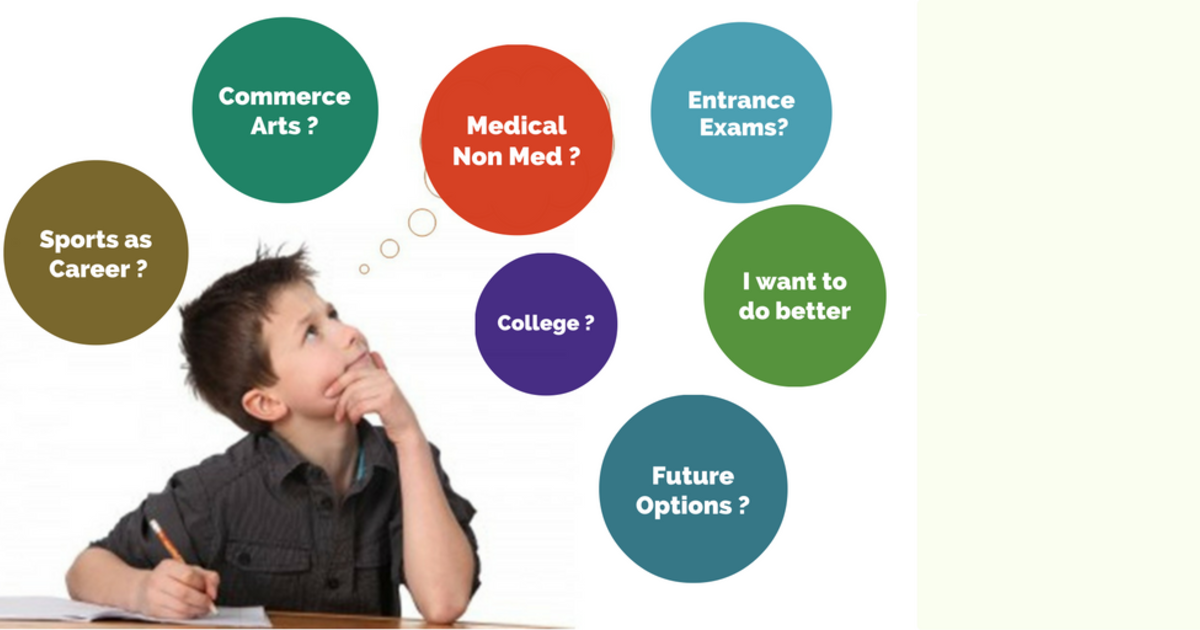 Commerce
Arts ?
Medical
Non Med ?
Entrance
Exams?
Sports as
Career ?
I want to
do better
College ?
Future
Options ?